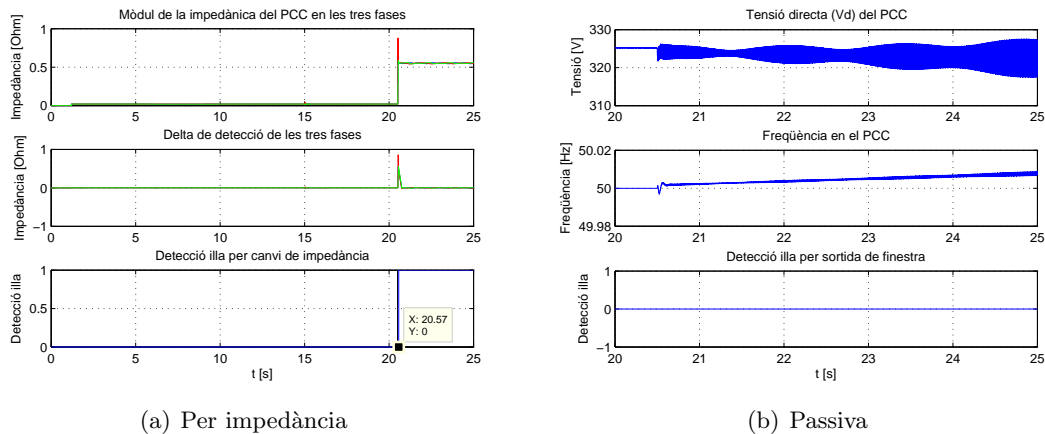 Mòdul de la impedànica del PCC en les tres fases
Impedancia [Ohm]
1
0.5
0
0 5 10 15 20 25
Delta de detecció de les tres fases
Impedància [Ohm]
1
0
−1
0 5 10 15 20 25
Detecció illa per canvi de impedància
Detecció illa
1
0.5
0
X: 20.57
Y: 0
0 5 10 15 20 25
t [s]
(a) Per impedància
Tensió directa (Vd) del PCC
Tensió [V]
330
320
310
20 21 22 23 24 25
Freqüència en el PCC
Freqüència [Hz]
50.02
50
49.98
20 21 22 23 24 25
Detecció illa per sortida de finestra
Detecció illa
1
0
−1
20 21 22 23 24 25
t [s]
(b) Passiva